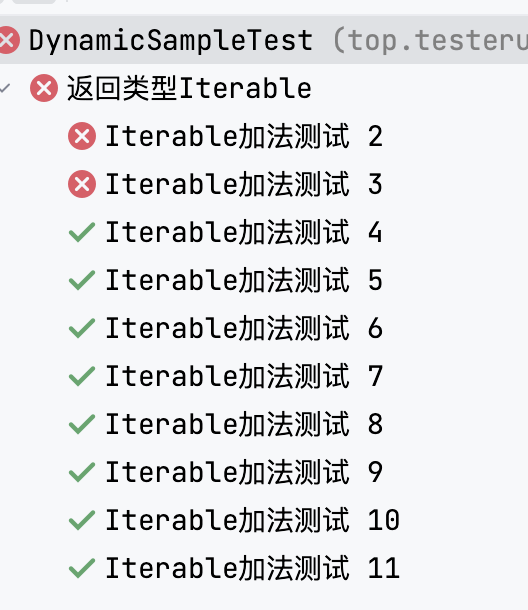 DynamicSampleTest (top.testeru
返回类型Iterable
Iterable加法测试 2
Iterable加法测试 3
Iterable加法测试 4
Iterable加法测试 5
Iterable加法测试 6
Iterable加法测试 7
Iterable加法测试 8
Iterable加法测试 9
Iterable加法测试 10
Iterable加法测试 11